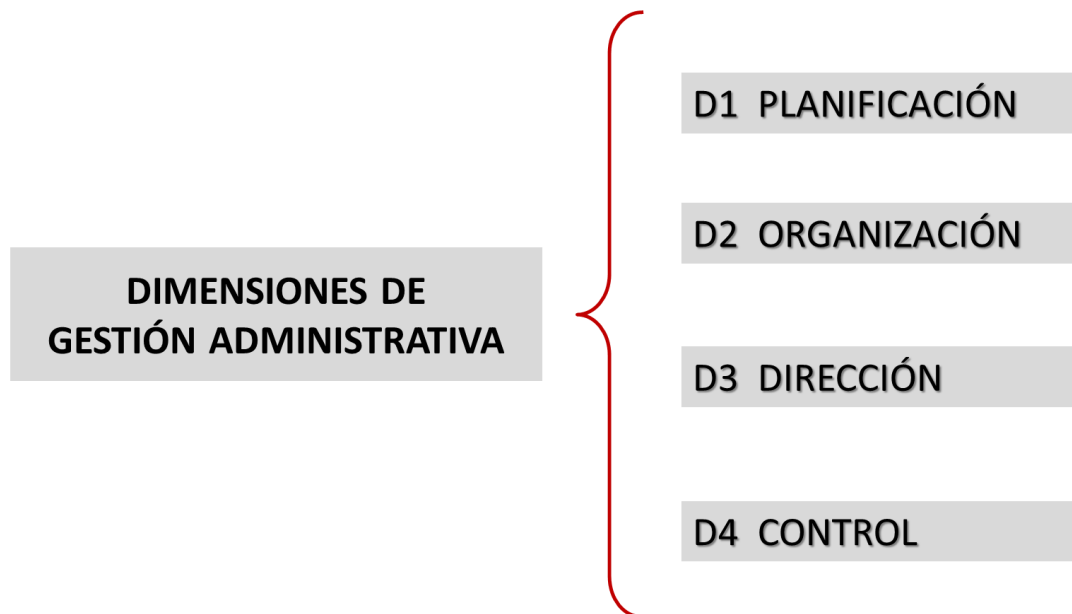 DIMENSIONES DE
GESTIÓN ADMINISTRATIVA
D1 PLANIFICACIÓN
D2 ORGANIZACIÓN
D3 DIRECCIÓN
D4 CONTROL